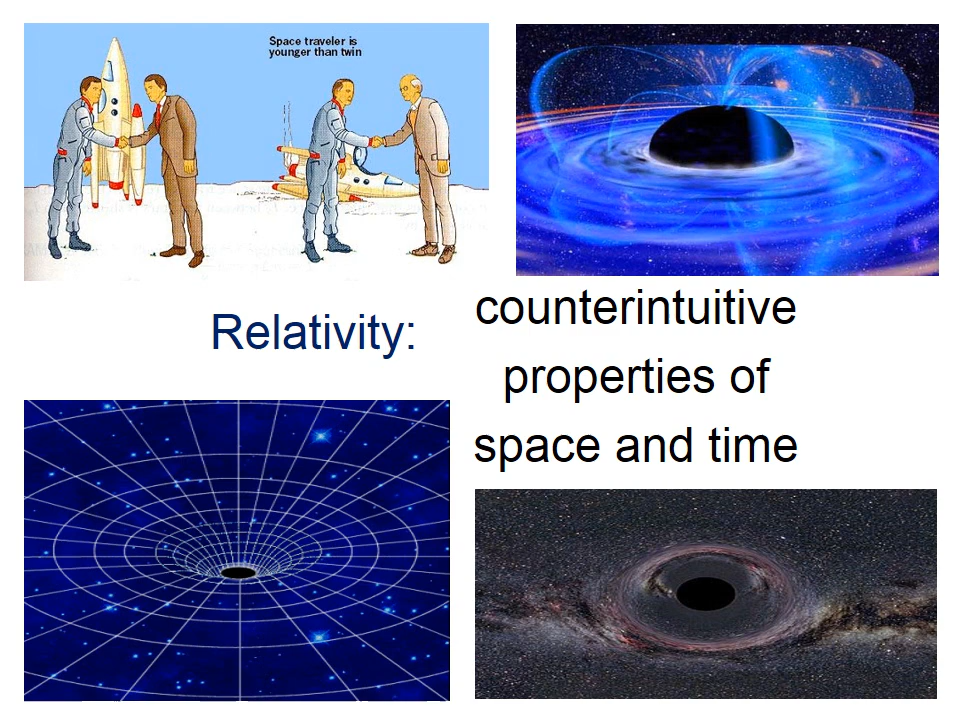 Space traveler is
younger than twin
Relativity:
counterintuitive
properties of
space and time